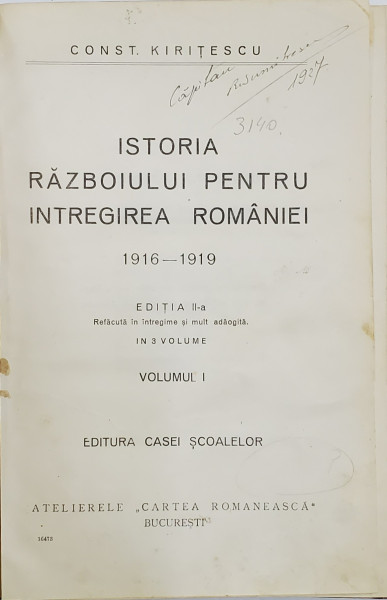 CONST. KIRIȚESCU
Căpitan
1927
3140.
ISTORIA
RĂZBOIULUI PENTRU
INTREGIREA ROMÂNIEI
1916—1919
EDIȚIA II-a
Refăcută în întregime și mult adăogită.
IN 3 VOLUME
VOLUMUL I
EDITURA CASEI ȘCOALELOR
ATELIERELE „CARTEA ROMANEASCĂ"
BUCUREȘTI
16473